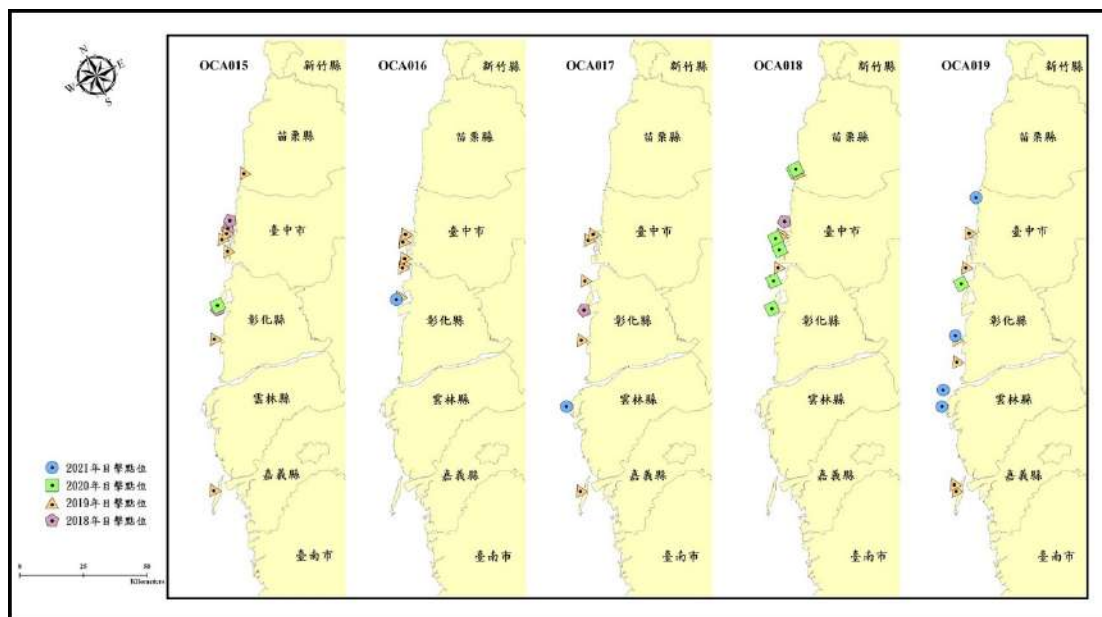 N
E
W
S
OCA015
新竹縣
苗栗縣
臺中市
彰化縣
雲林縣
嘉義縣
臺南市
OCA016
新竹縣
苗栗縣
臺中市
彰化縣
雲林縣
嘉義縣
臺南市
OCA017
新竹縣
苗栗縣
臺中市
彰化縣
雲林縣
嘉義縣
臺南市
OCA018
新竹縣
苗栗縣
臺中市
彰化縣
雲林縣
嘉義縣
臺南市
OCA019
新竹縣
苗栗縣
臺中市
彰化縣
雲林縣
嘉義縣
臺南市
2021年目擊點位
2020年目擊點位
2019年目擊點位
2018年目擊點位
0 25 50
Kilometers